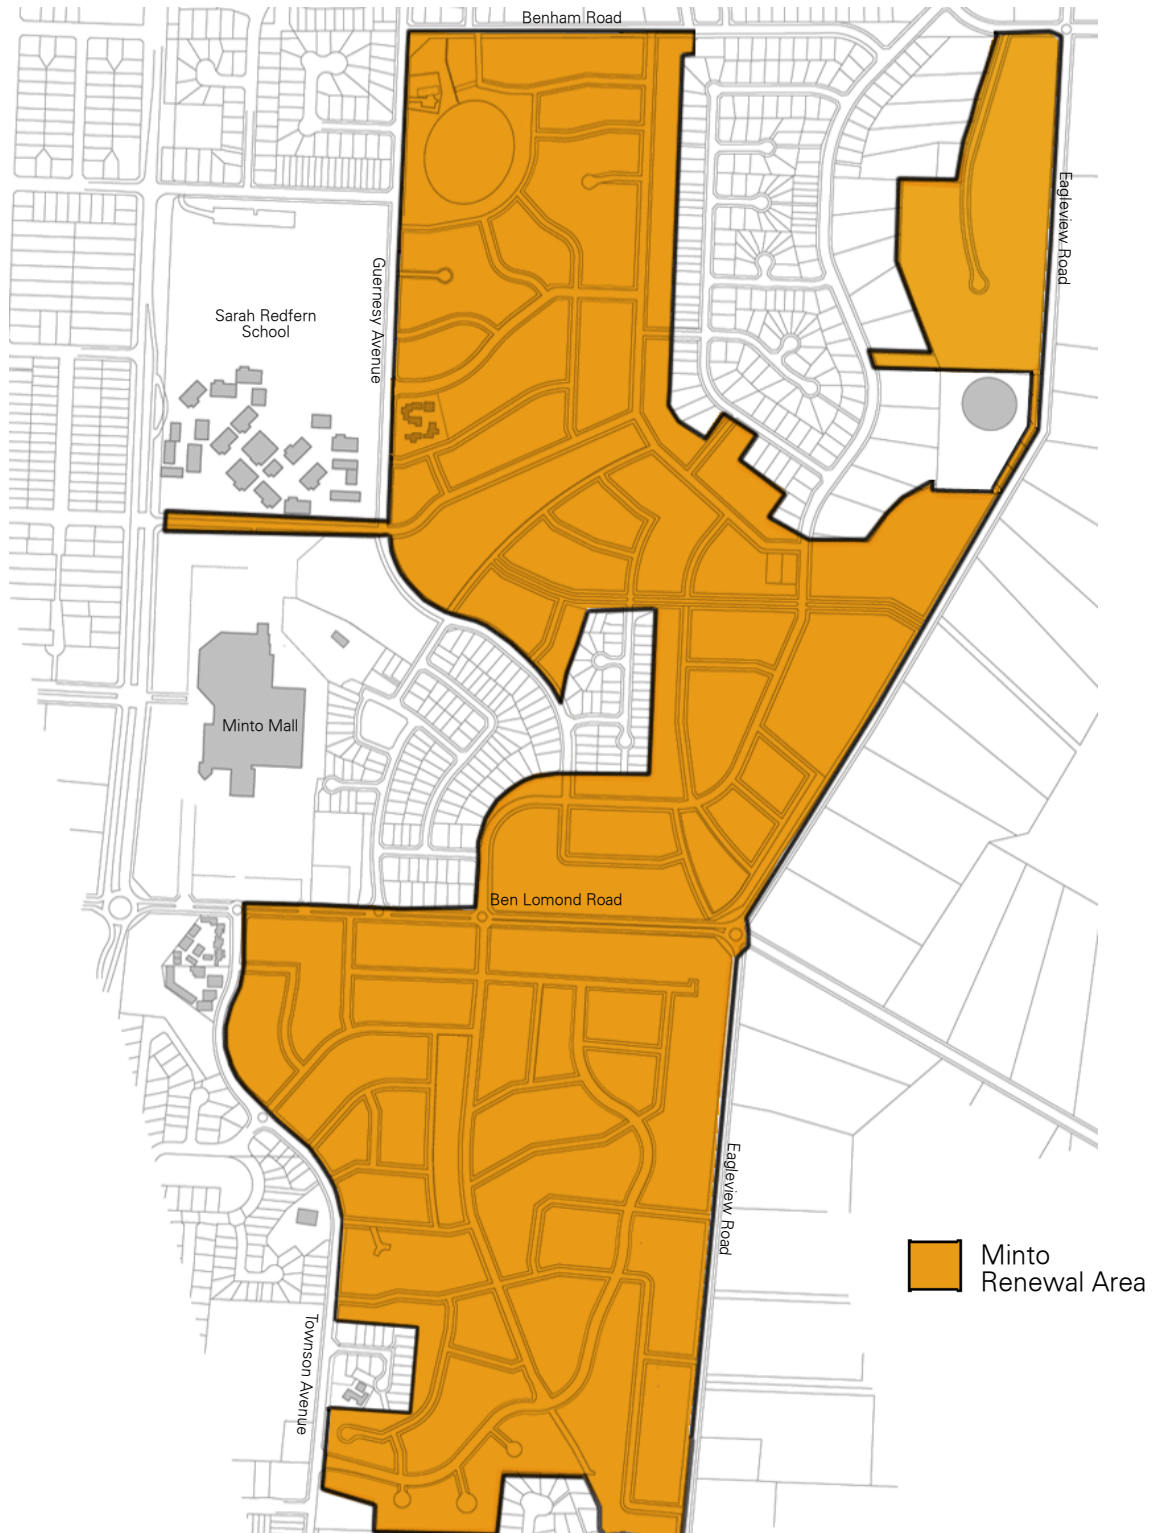 Benham Road
Eagleview Road
Guernesy Avenue
Sarah Redfern
School
Minto Mall
Ben Lomond Road
Eagleview Road
Minto
Renewal Area
Townson Avenue